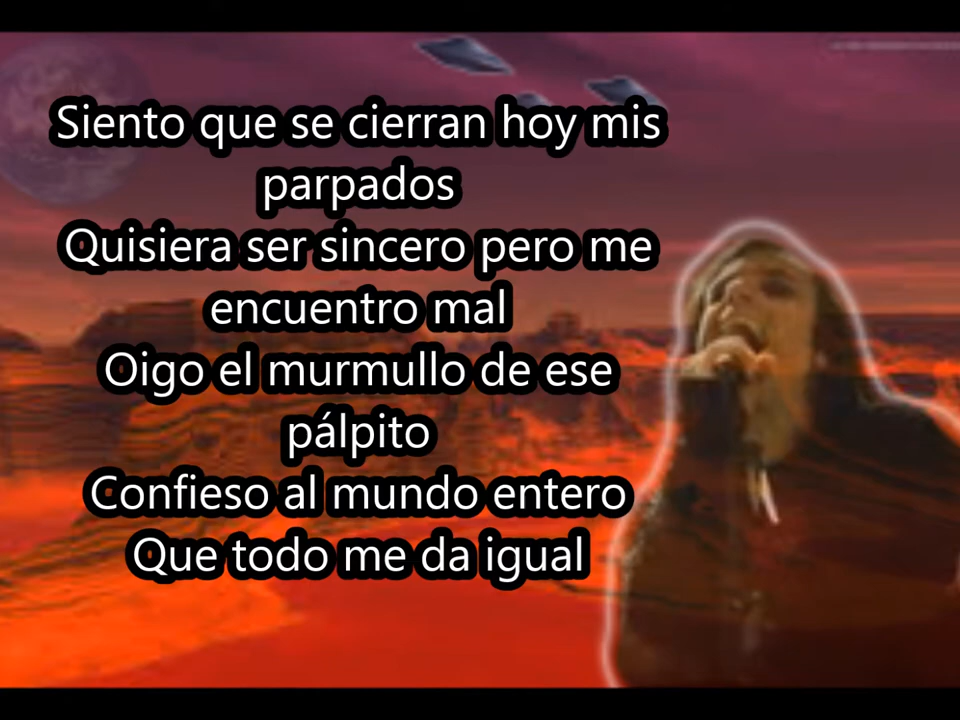 Siento que se cierran hoy mis
parpados
Quisiera ser sincero pero me
encuentro mal
Oigo el murmullo de ese
pálpito
Confieso al mundo entero
Que todo me da igual